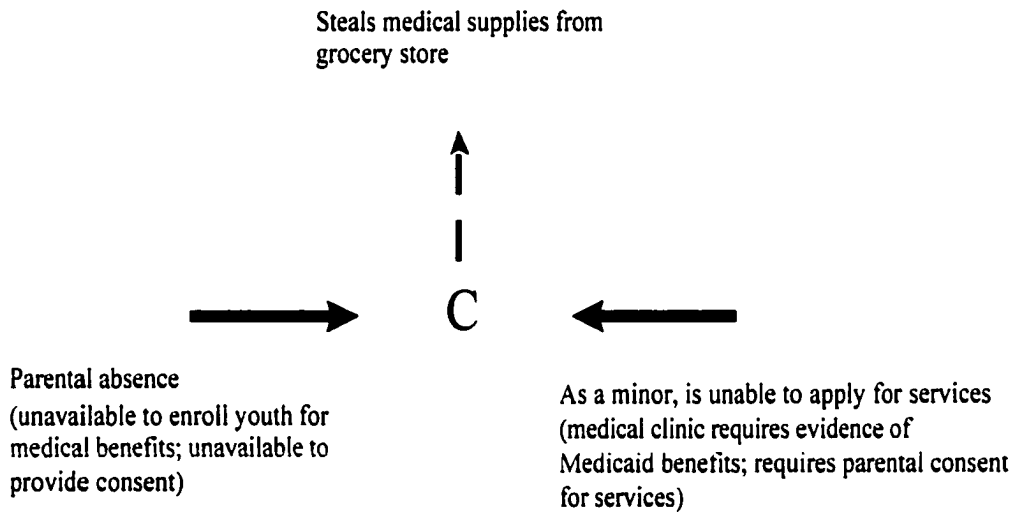 Steals medical supplies from
grocery store
C
Parental absence
(unavailable to enroll youth for
medical benefits; unavailable to
provide consent)
As a minor, is unable to apply for services
(medical clinic requires evidence of
Medicaid benefits; requires parental consent
for services)